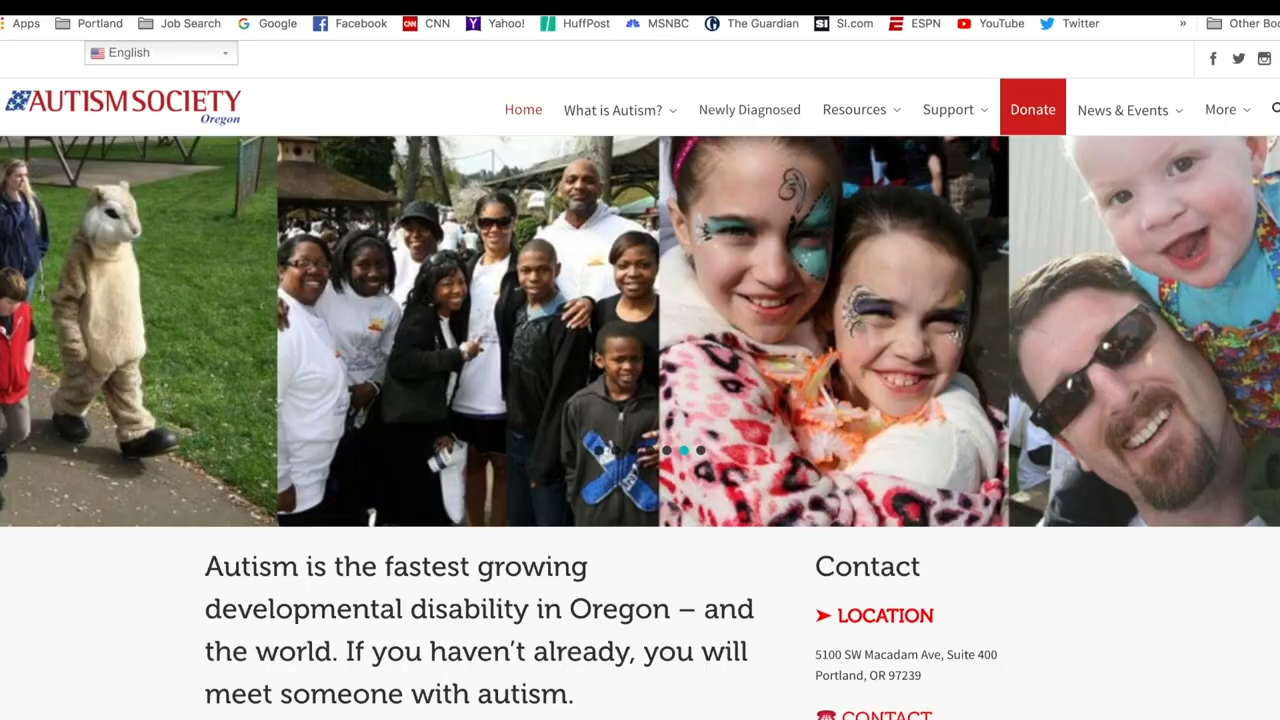 Apps Portland Job Search Google Facebook CNN Yahoo! HuffPost MSNBC The Guardian SI.com ESPN YouTube Twitter » Other Boo
English
AUTISM SOCIETY
Oregon
Home What is Autism? Newly Diagnosed Resources Support Donate News & Events More
Autism is the fastest growing
developmental disability in Oregon – and
the world. If you haven’t already, you will
meet someone with autism.
Contact
LOCATION
5100 SW Macadam Ave, Suite 400
Portland, OR 97239
CONTACT